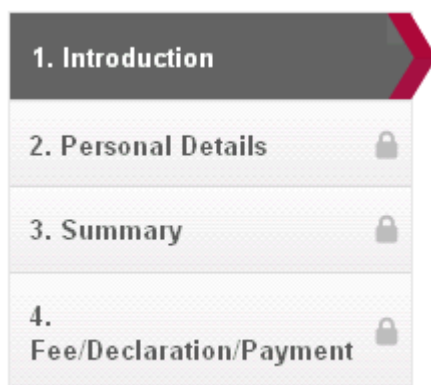 1. Introduction
2. Personal Details
3. Summary
4.
Fee/Declaration/Payment